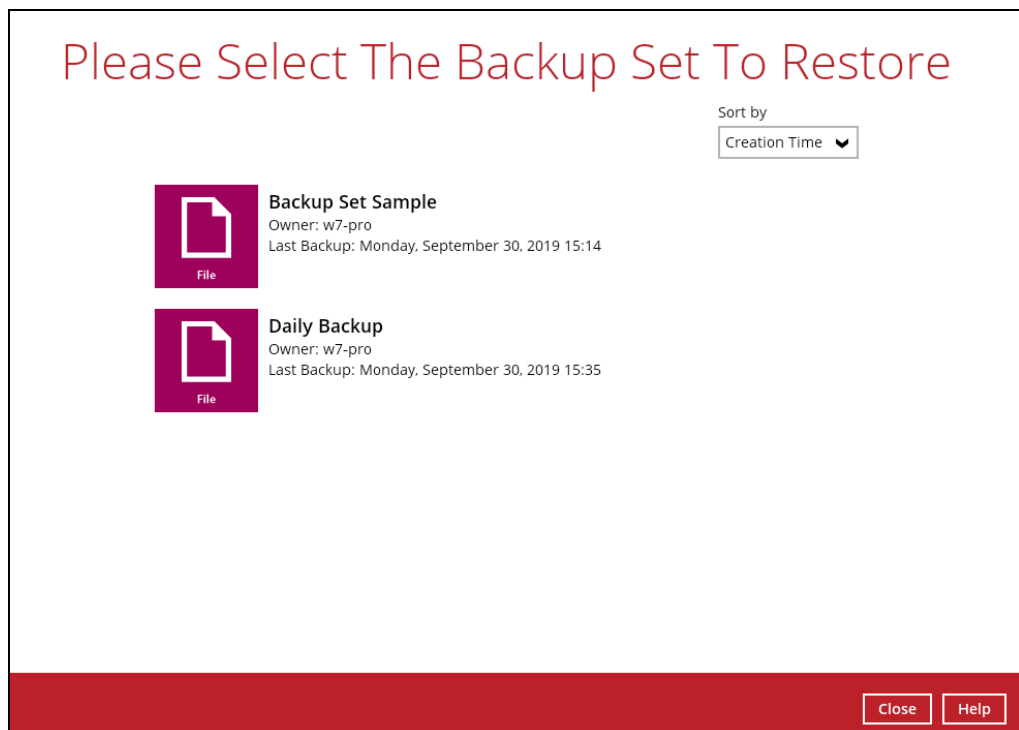 Please Select The Backup Set To Restore
Sort by
Creation Time
Backup Set Sample
Owner: w7-pro
Last Backup: Monday, September 30, 2019 15:14
File
Daily Backup
Owner: w7-pro
Last Backup: Monday, September 30, 2019 15:35
File
Close
Help